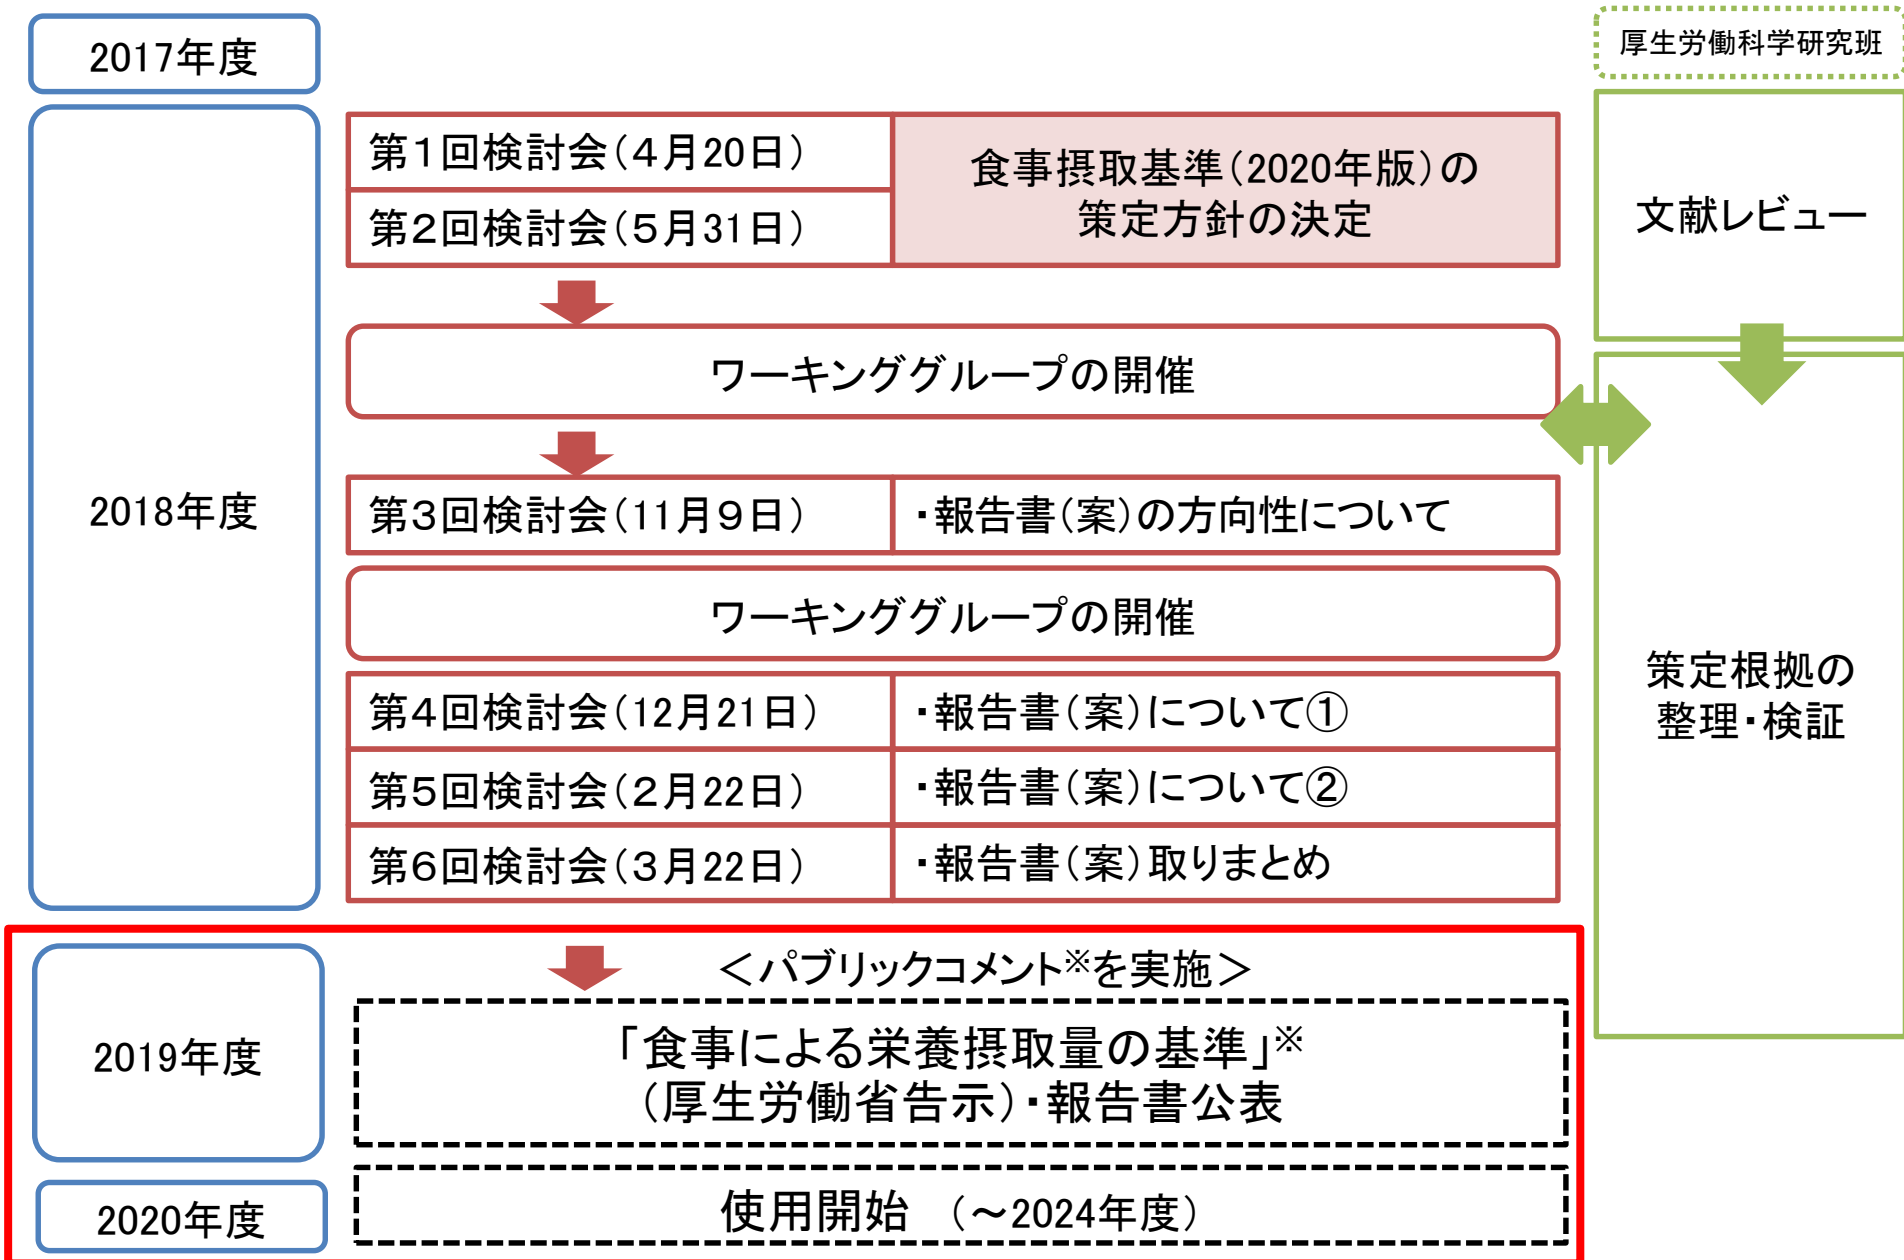 2017年度
厚生労働科学研究班
2018年度
第1回検討会(4月20日)
第2回検討会(5月31日)
食事摂取基準(2020年版)の
策定方針の決定
文献レビュー
ワーキンググループの開催
第3回検討会(11月9日)
・報告書(案)の方向性について
ワーキンググループの開催
第4回検討会(12月21日)
・報告書(案)について①
第5回検討会(2月22日)
・報告書(案)について②
第6回検討会(3月22日)
・報告書(案)取りまとめ
策定根拠の
整理・検証
2019年度
＜パブリックコメント※を実施＞
「食事による栄養摂取量の基準」※
(厚生労働省告示)・報告書公表
2020年度
使用開始 (～2024年度)